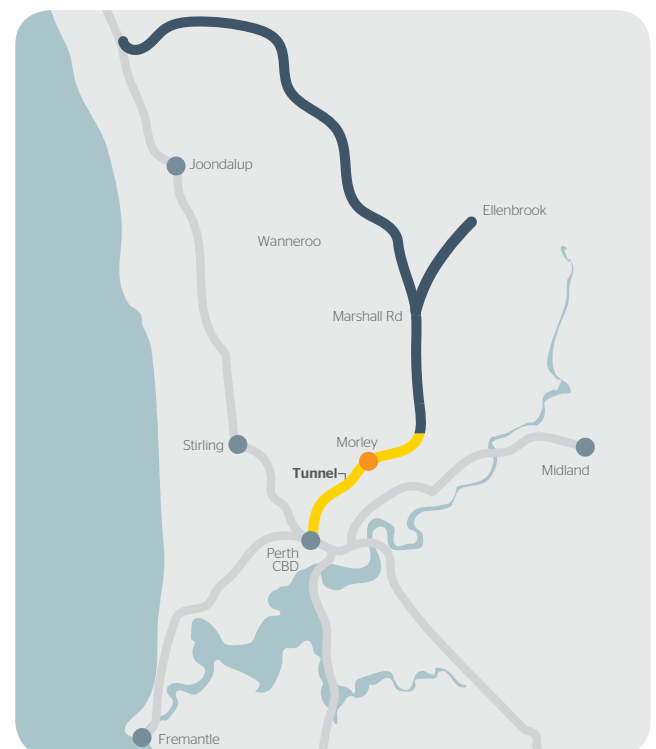 Joondalup
Ellenbrook
Wanneroo
Marshall Rd
Morley
Stirling
Tunnel
Midland
Perth
CBD
Fremantle